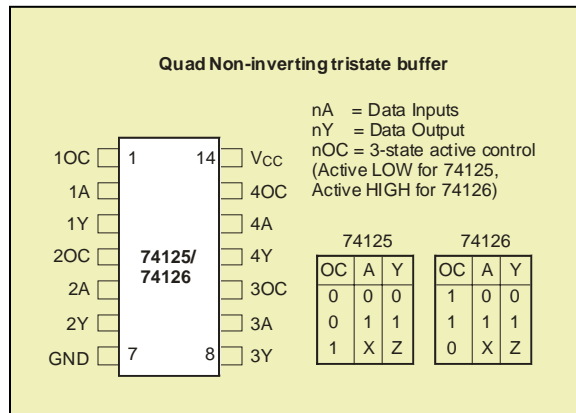 Quad Non-inverting tristate buffer
nA = Data Inputs
nY = Data Output
nOC = 3-state active control
(Active LOW for 74125,
Active HIGH for 74126)
1OC 1 14 VCC
1A 4OC
1Y 4A
2OC 74125/ 4Y
74126
2A 3OC
2Y 3A
GND 7 8 3Y
74125 74126
OC A Y OC A Y
0 0 0 1 0 0
0 1 1 1 1 1
1 X Z 0 X Z